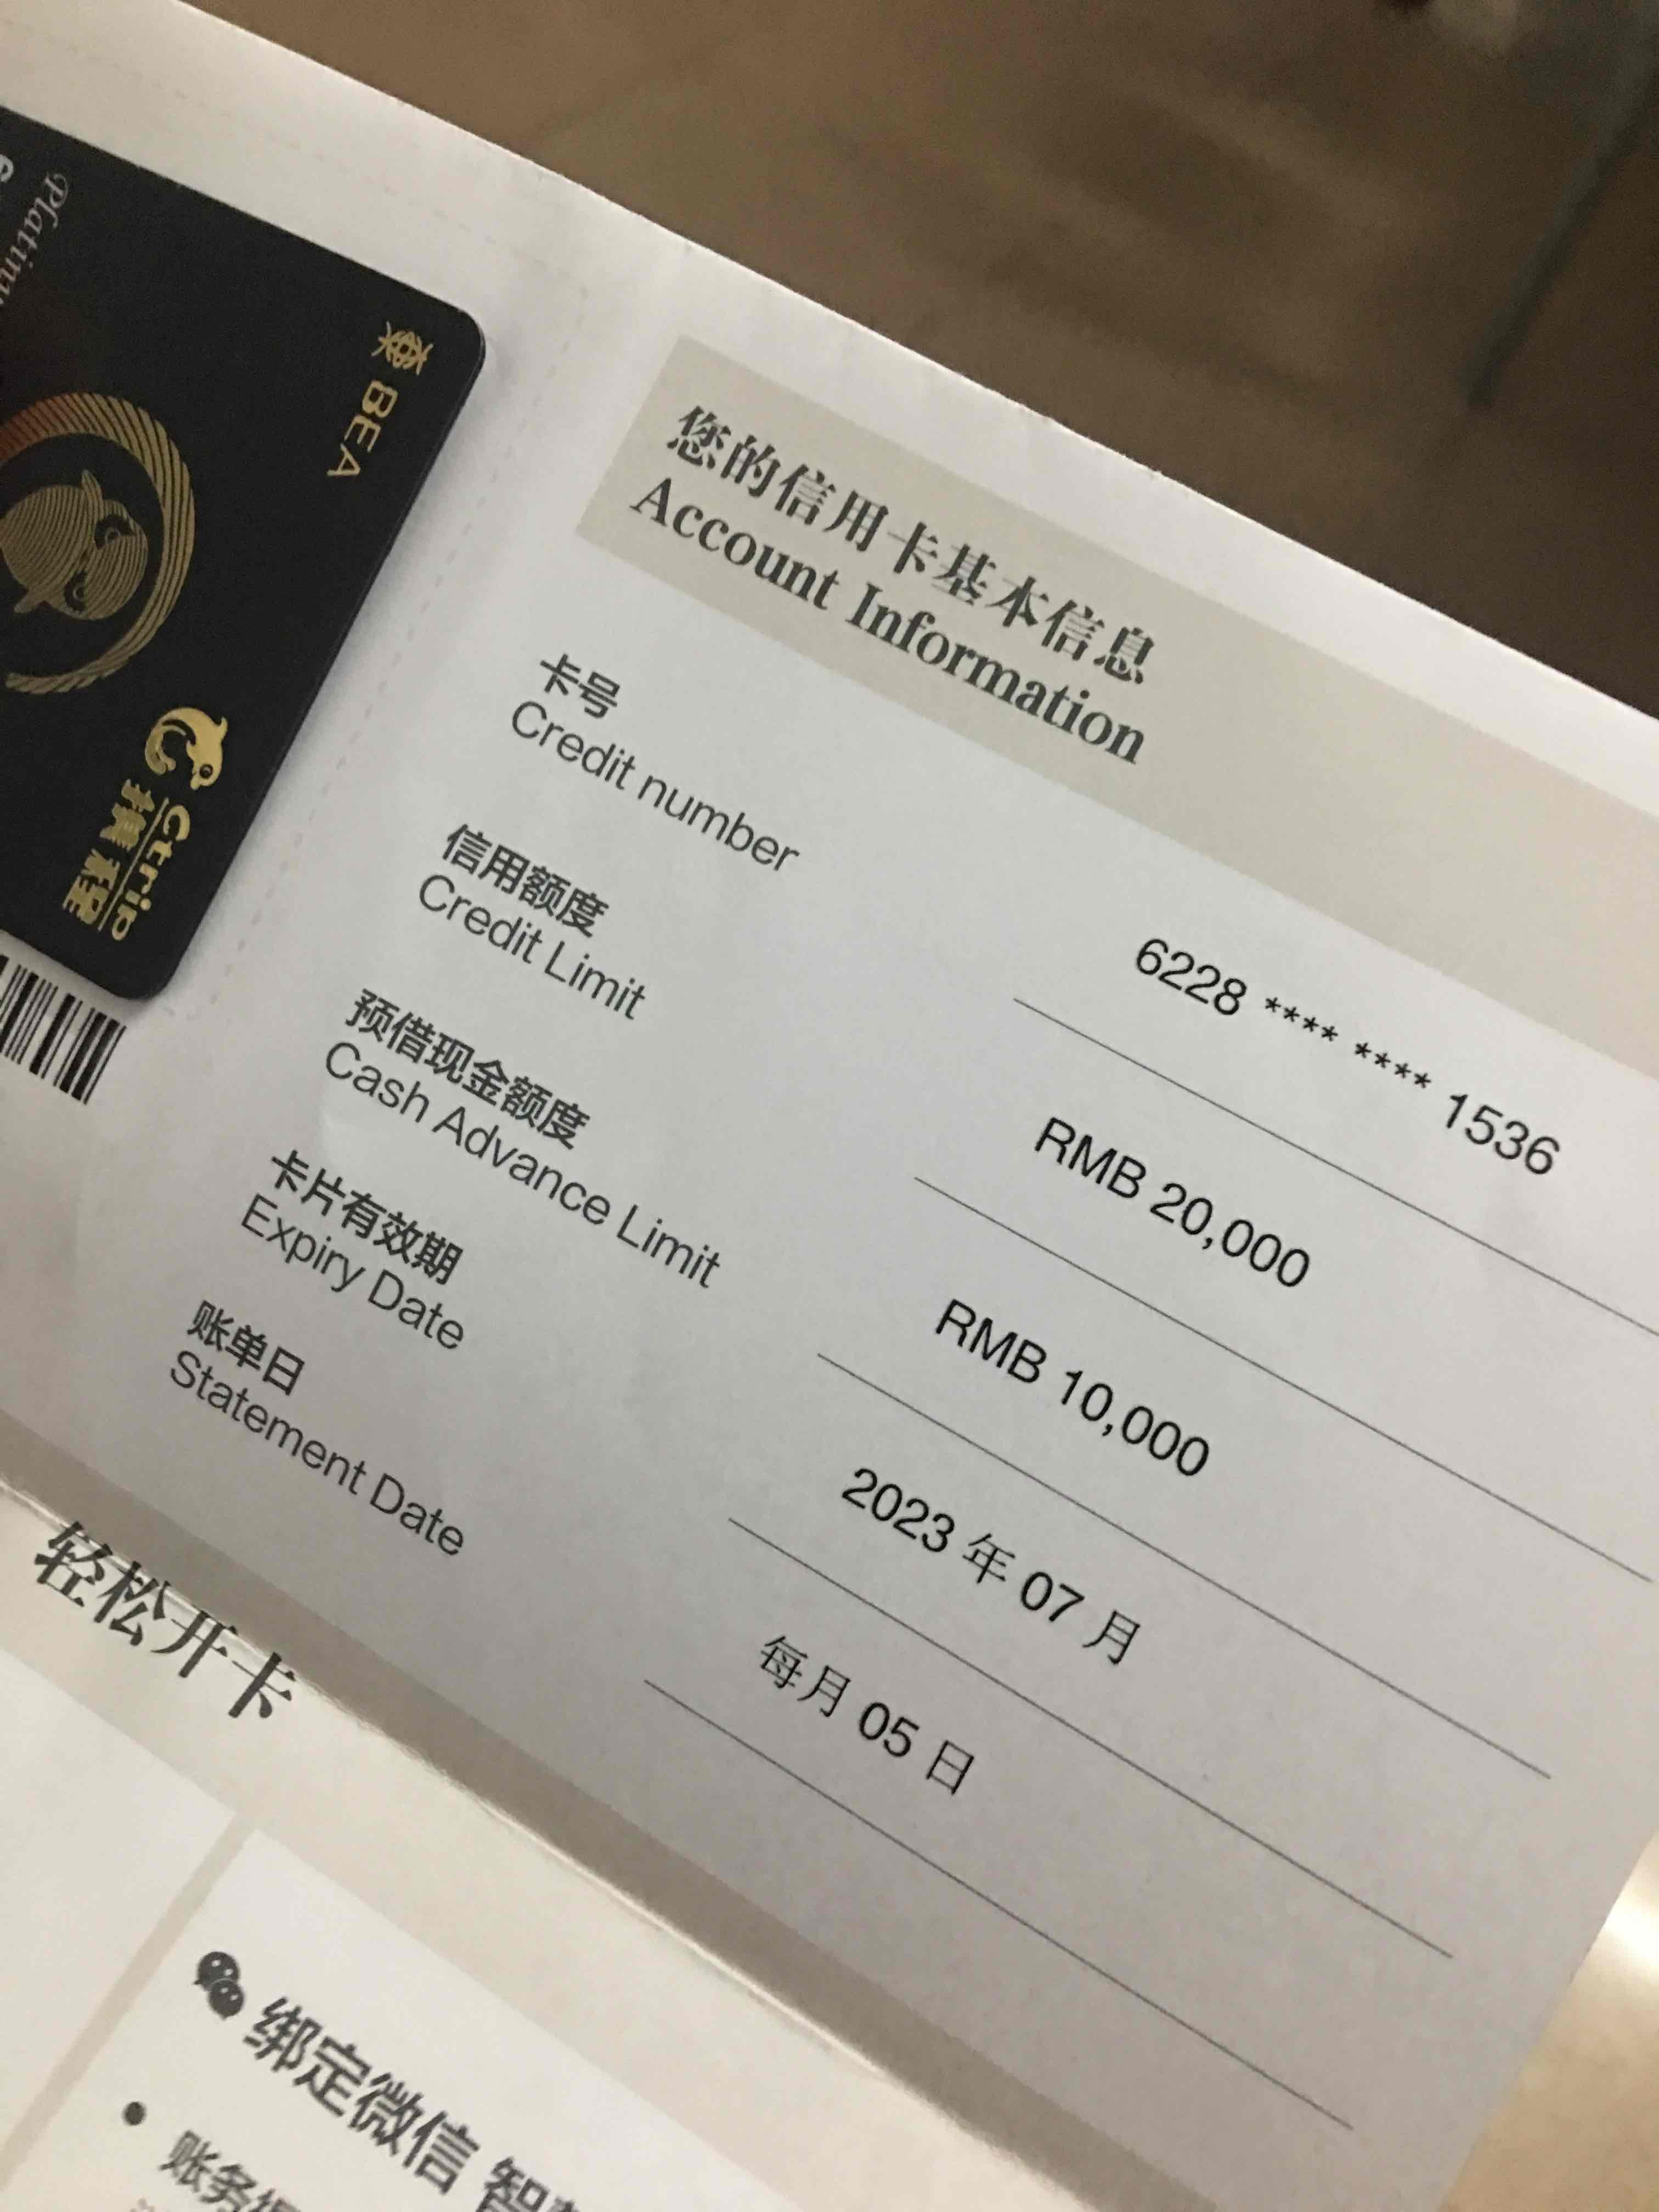 BEA
Ctrip
携程
您的信用卡基本信息
Account Information
卡号
Credit number
6228 **** **** 1536
信用额度
Credit Limit
RMB 20,000
预借现金额度
Cash Advance Limit
RMB 10,000
卡片有效期
Expiry Date
2023 年 07 月
账单日
Statement Date
每月 05 日
轻松开卡
绑定微信
账务